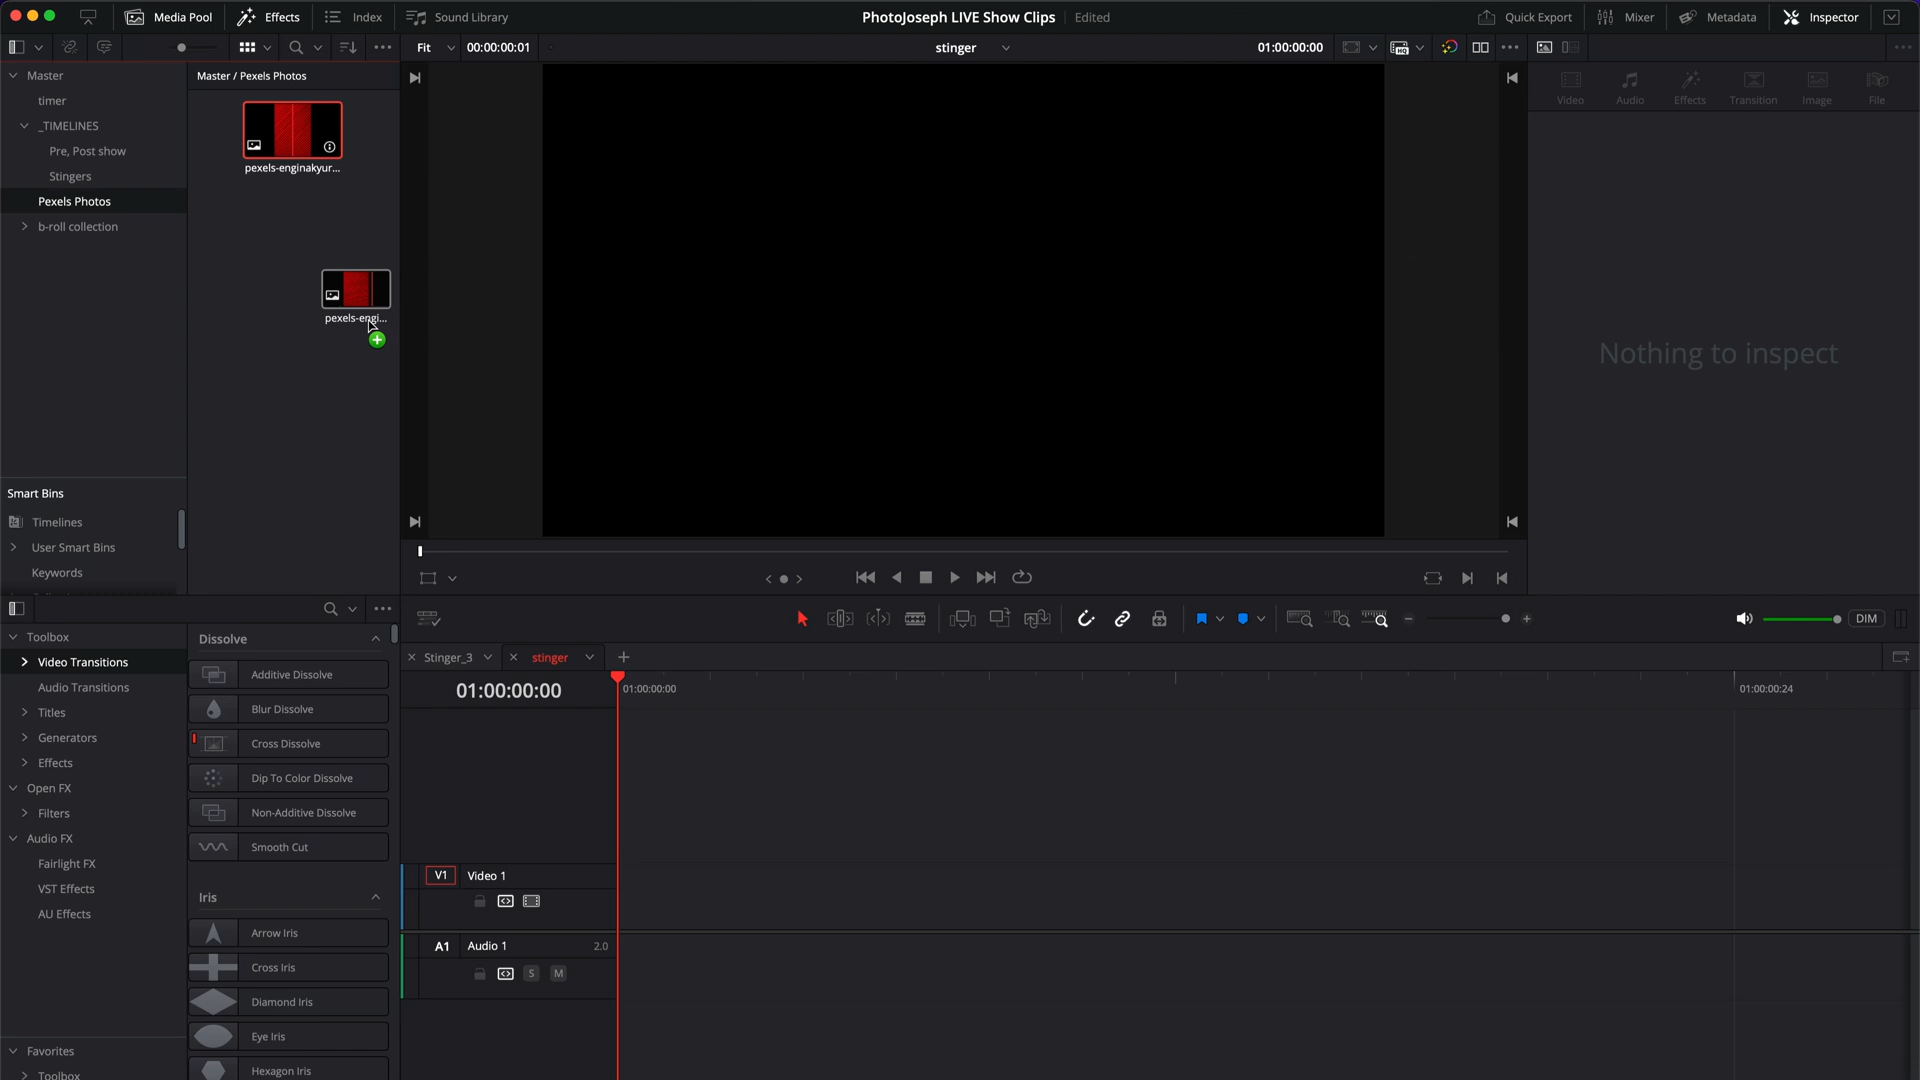 Media Pool
Effects
Index
Sound Library
PhotoJoseph LIVE Show Clips
Edited
Quick Export
Mixer
Metadata
Inspector
Fit
00:00:00:01
stinger
01:00:00:00
Master
timer
_TIMELINES
Pre, Post show
Stingers
Pexels Photos
b-roll collection
Master / Pexels Photos
pexels-enginakyur...
pexels-engi...
Video
Audio
Effects
Transition
Image
File
Nothing to inspect
Smart Bins
Timelines
User Smart Bins
Keywords
Toolbox
Video Transitions
Audio Transitions
Titles
Generators
Effects
Open FX
Filters
Audio FX
Fairlight FX
VST Effects
AU Effects
Favorites
Toolbox
Dissolve
Additive Dissolve
Blur Dissolve
Cross Dissolve
Dip To Color Dissolve
Non-Additive Dissolve
Smooth Cut
Iris
Arrow Iris
Cross Iris
Diamond Iris
Eye Iris
Hexagon Iris
DIM
Stinger_3
stinger
01:00:00:00
01:00:00:00
01:00:00:24
V1 Video 1
A1 Audio 1 2.0
S M